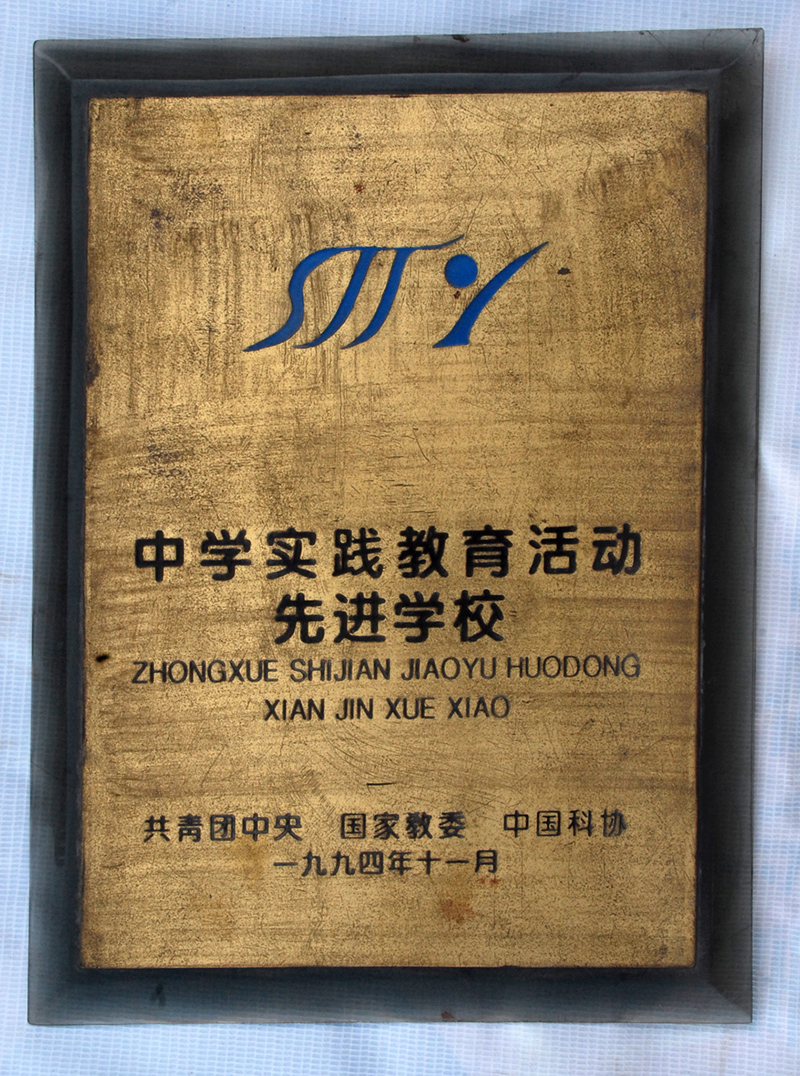 中学实践教育活动
先进学校
ZHONGXUE SHIJIAN JIAOYU HUODONG
XIAN JIN XUE XIAO
共青团中央 国家教委 中国科协
一九九四年十一月